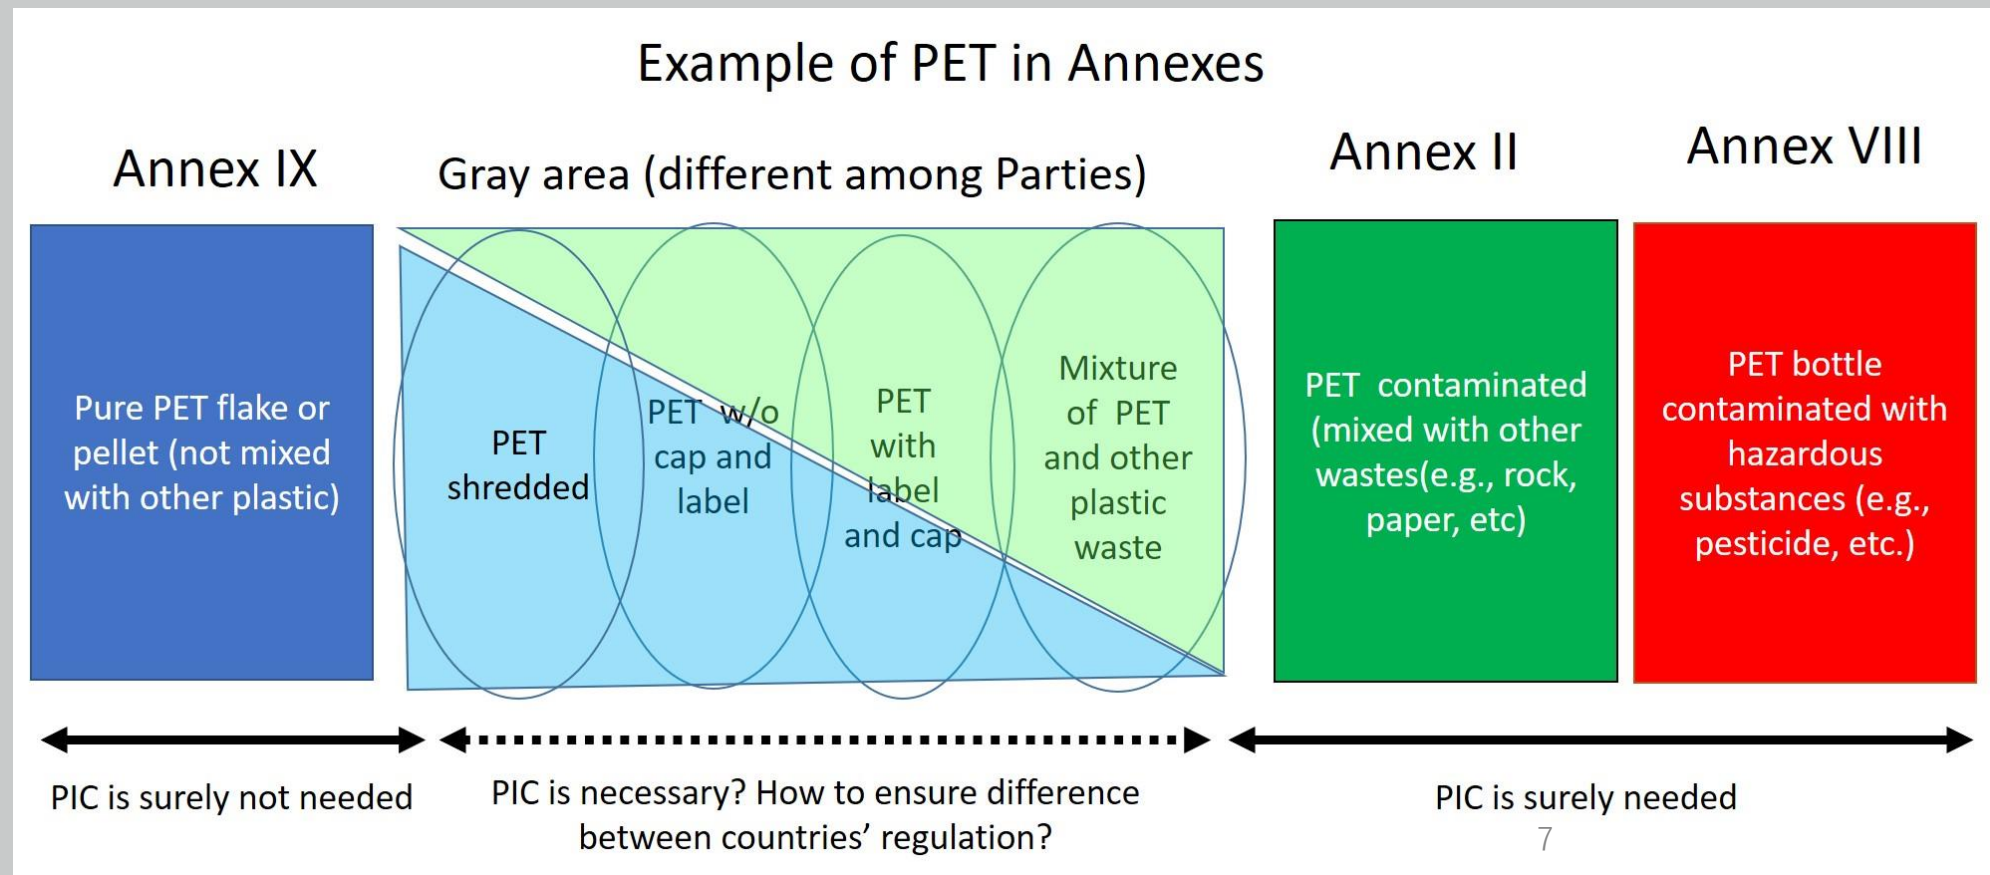 Example of PET in Annexes
Annex IX
Gray area (different among Parties)
Annex II
Annex VIII
Pure PET flake or
pellet (not mixed
with other plastic)
PET
shredded
PET w/o
cap and
label
PET
with
label
and cap
Mixture
of PET
and other
plastic
waste
PET contaminated
(mixed with other
wastes(e.g., rock,
paper, etc)
PET bottle
contaminated with
hazardous
substances (e.g.,
pesticide, etc.)
PIC is surely not needed
PIC is necessary? How to ensure difference
between countries’ regulation?
PIC is surely needed
7